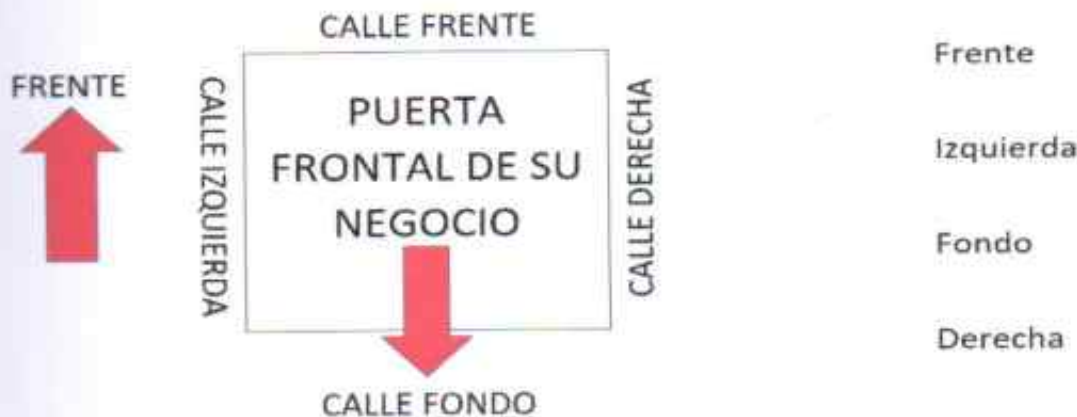 CALLE FRENTE
FRENTE
CALLE IZQUIERDA
PUERTA
FRONTAL DE SU
NEGOCIO
CALLE DERECHA
CALLE FONDO
Frente
Izquierda
Fondo
Derecha